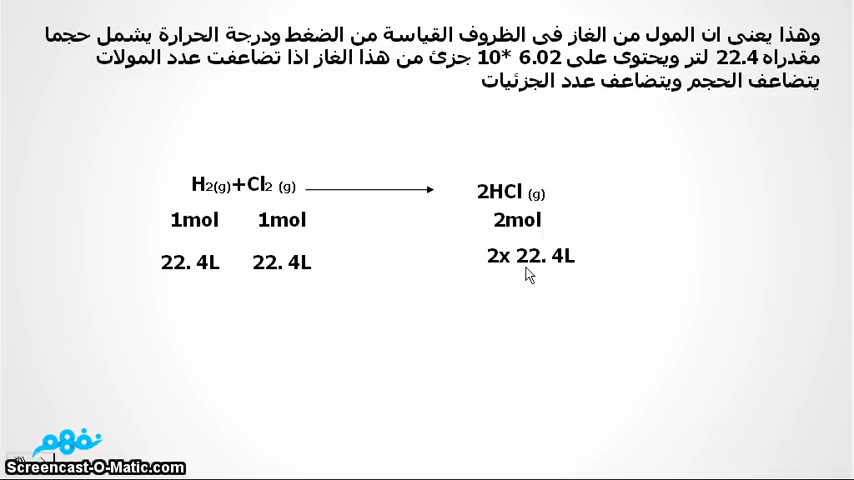 وهذا يعنى ان المول من الغاز فى الظروف القياسة من الضغط ودرجة الحرارة يشمل حجما
مقدراه 22.4 لتر ويحتوى على 6.02 *10 جزئ من هذا الغاز اذا تضاعفت عدد المولات
يتضاعف الحجم ويتضاعف عدد الجزئيات
H2(g)+Cl2 (g) 2HCl (g)
1mol 1mol 2mol
22. 4L 22. 4L 2x 22. 4L
نفهم
Screencast-O-Matic.com